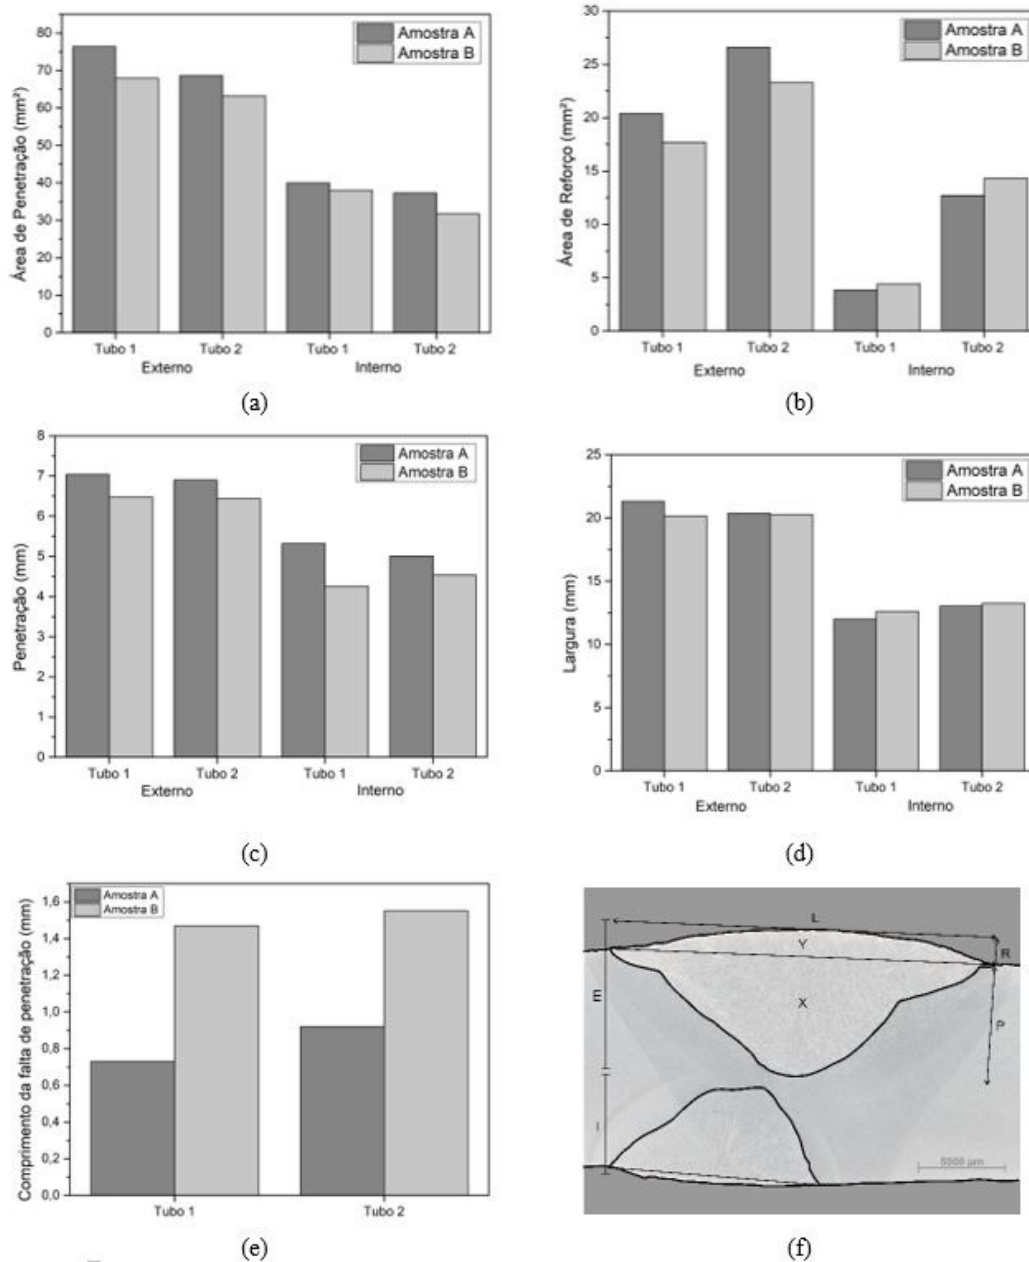 Amostra A
Amostra B
Área de Penetração (mm²)
80
70
60
50
40
30
20
10
0
Tubo 1 Tubo 2 Tubo 1 Tubo 2
Externo Interno
(a)
Amostra A
Amostra B
Área de Reforço (mm²)
30
25
20
15
10
5
0
Tubo 1 Tubo 2 Tubo 1 Tubo 2
Externo Interno
(b)
Amostra A
Amostra B
Penetração (mm)
8
7
6
5
4
3
2
1
0
Tubo 1 Tubo 2 Tubo 1 Tubo 2
Externo Interno
(c)
Amostra A
Amostra B
Largura (mm)
25
20
15
10
5
0
Tubo 1 Tubo 2 Tubo 1 Tubo 2
Externo Interno
(d)
Amostra A
Amostra B
Comprimento da falta de penetração (mm)
1,6
1,4
1,2
1,0
0,8
0,6
0,4
0,2
0,0
Tubo 1 Tubo 2
(e)
L
Y
R
E
X
P
I
5000 µm
(f)